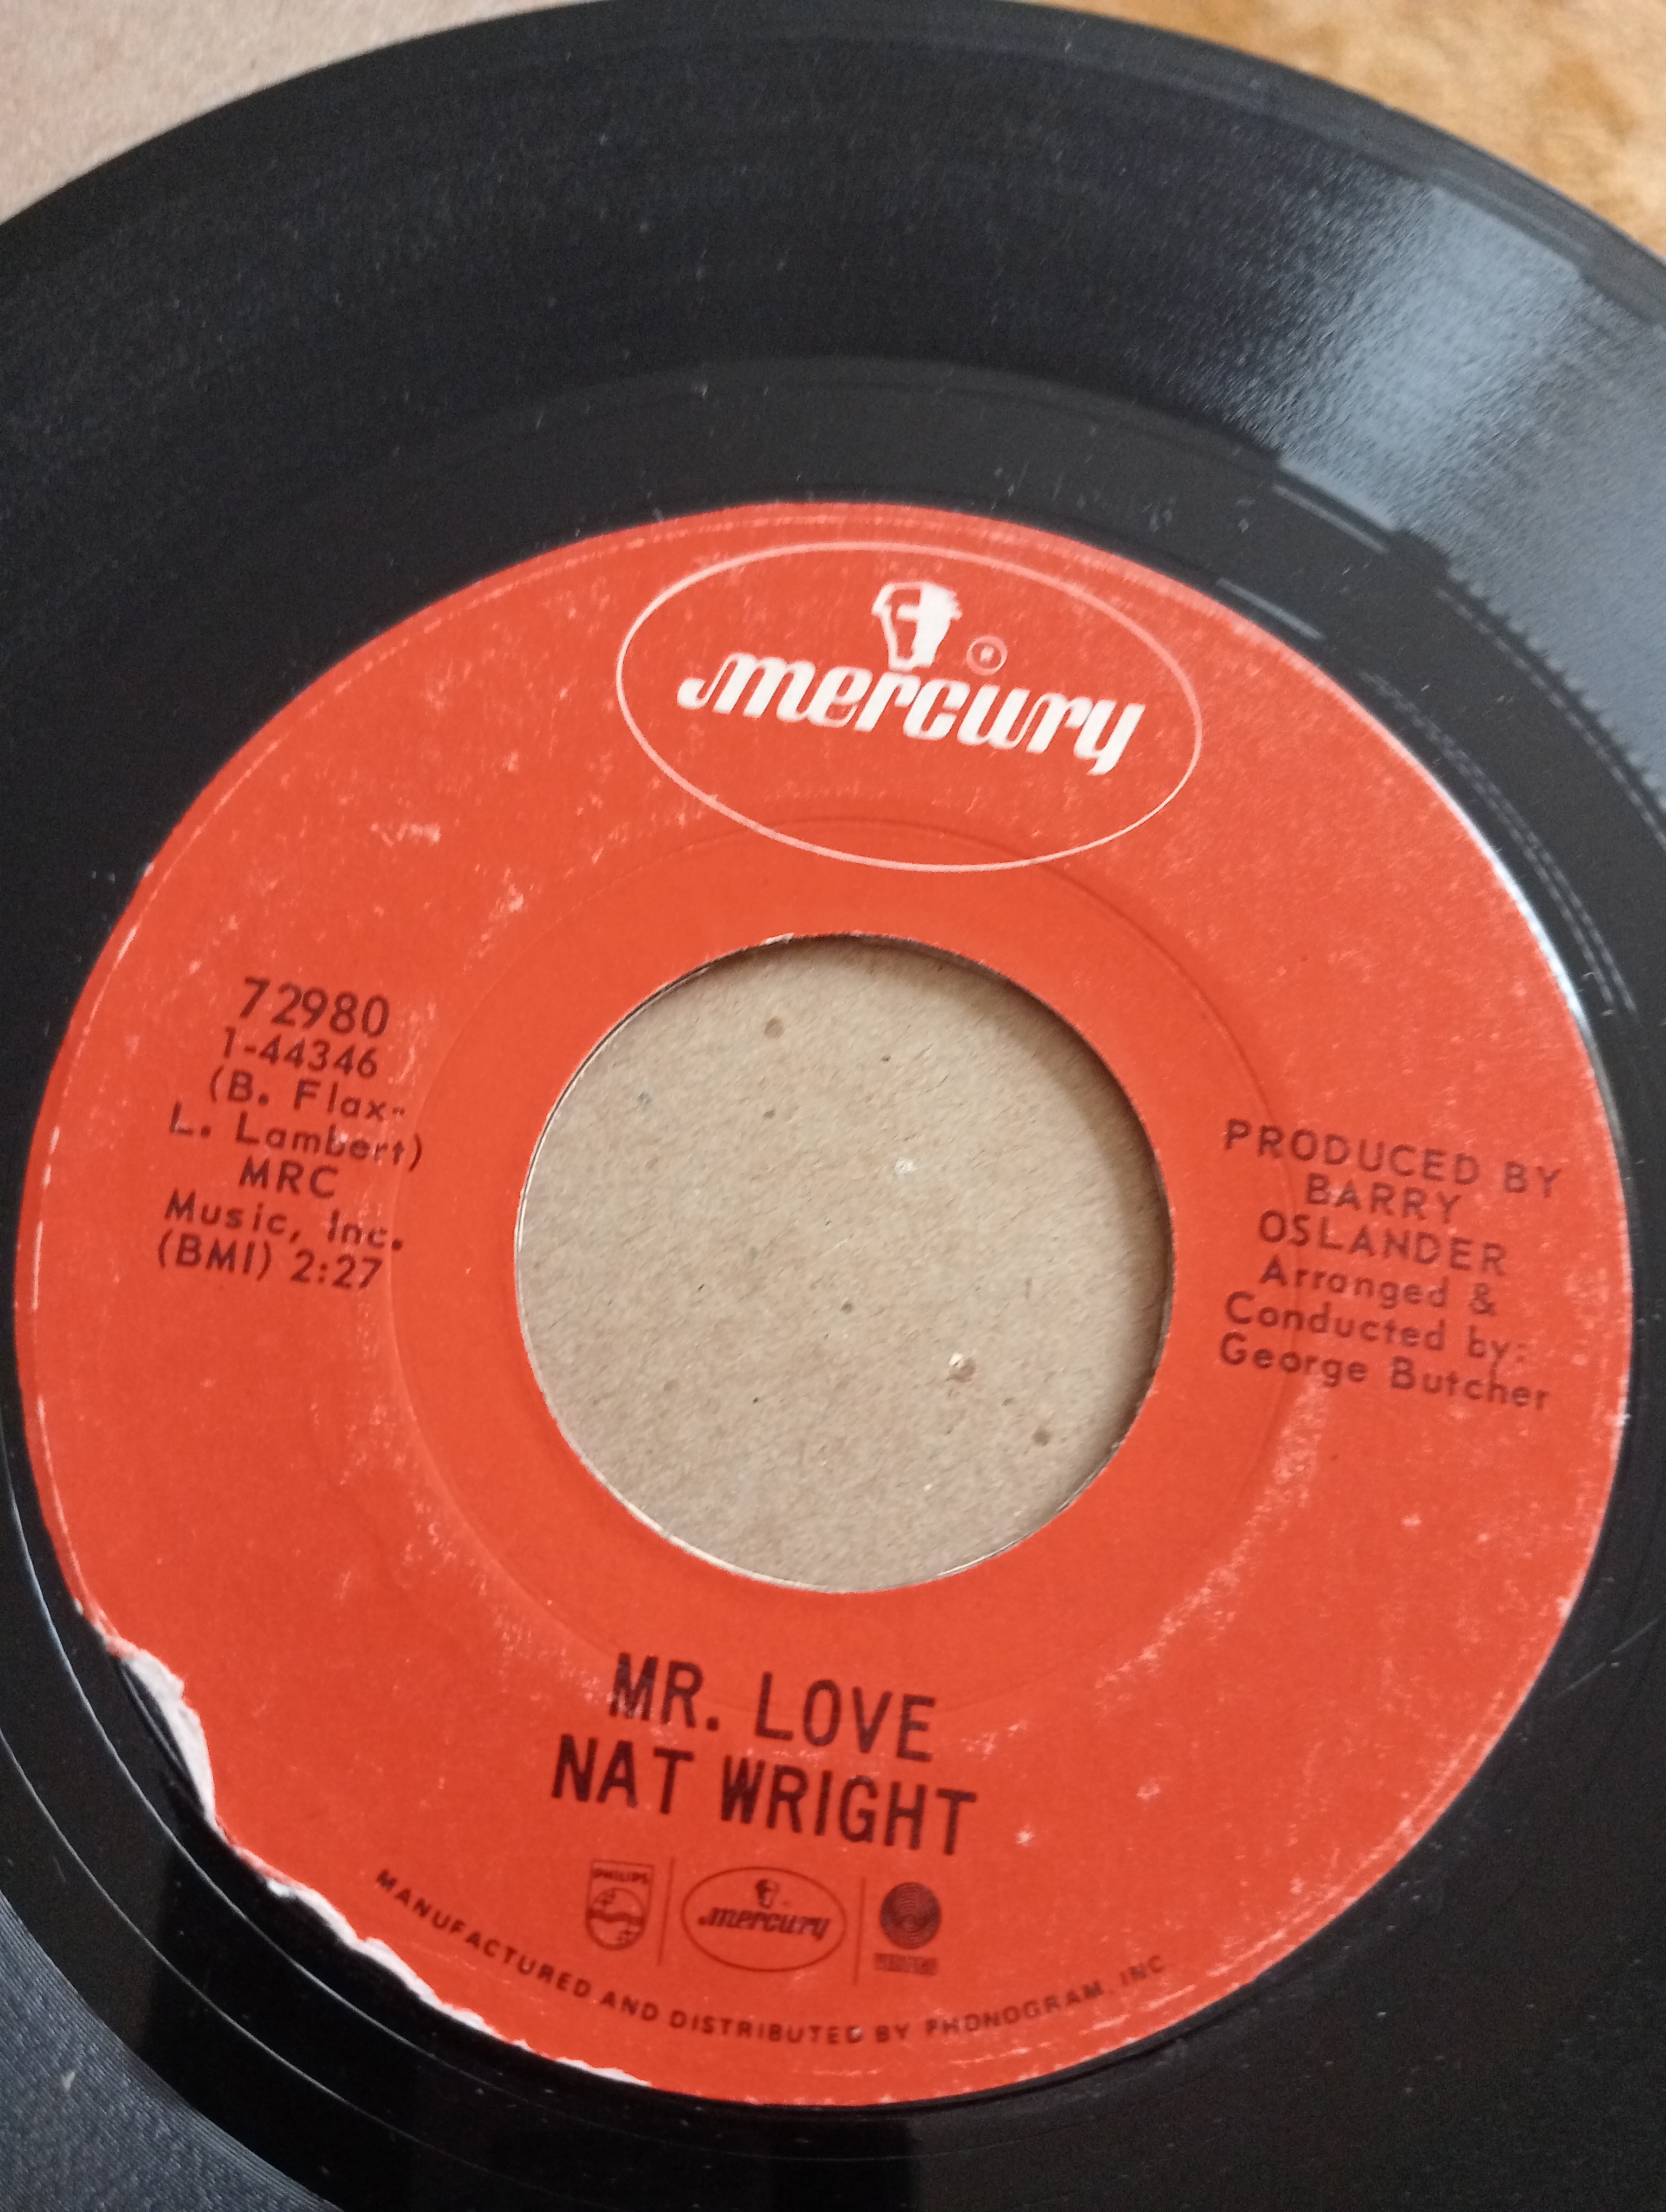 mercury
®
72980
1-44346
(B. Flax-
L. Lambert)
MRC
Music, Inc.
(BMI) 2:27
PRODUCED BY
BARRY
OSLANDER
Arranged &
Conducted by:
George Butcher
MR. LOVE
NAT WRIGHT
PHILIPS
mercury
MANUFACTURED AND DISTRIBUTED BY PHONOGRAM, INC.